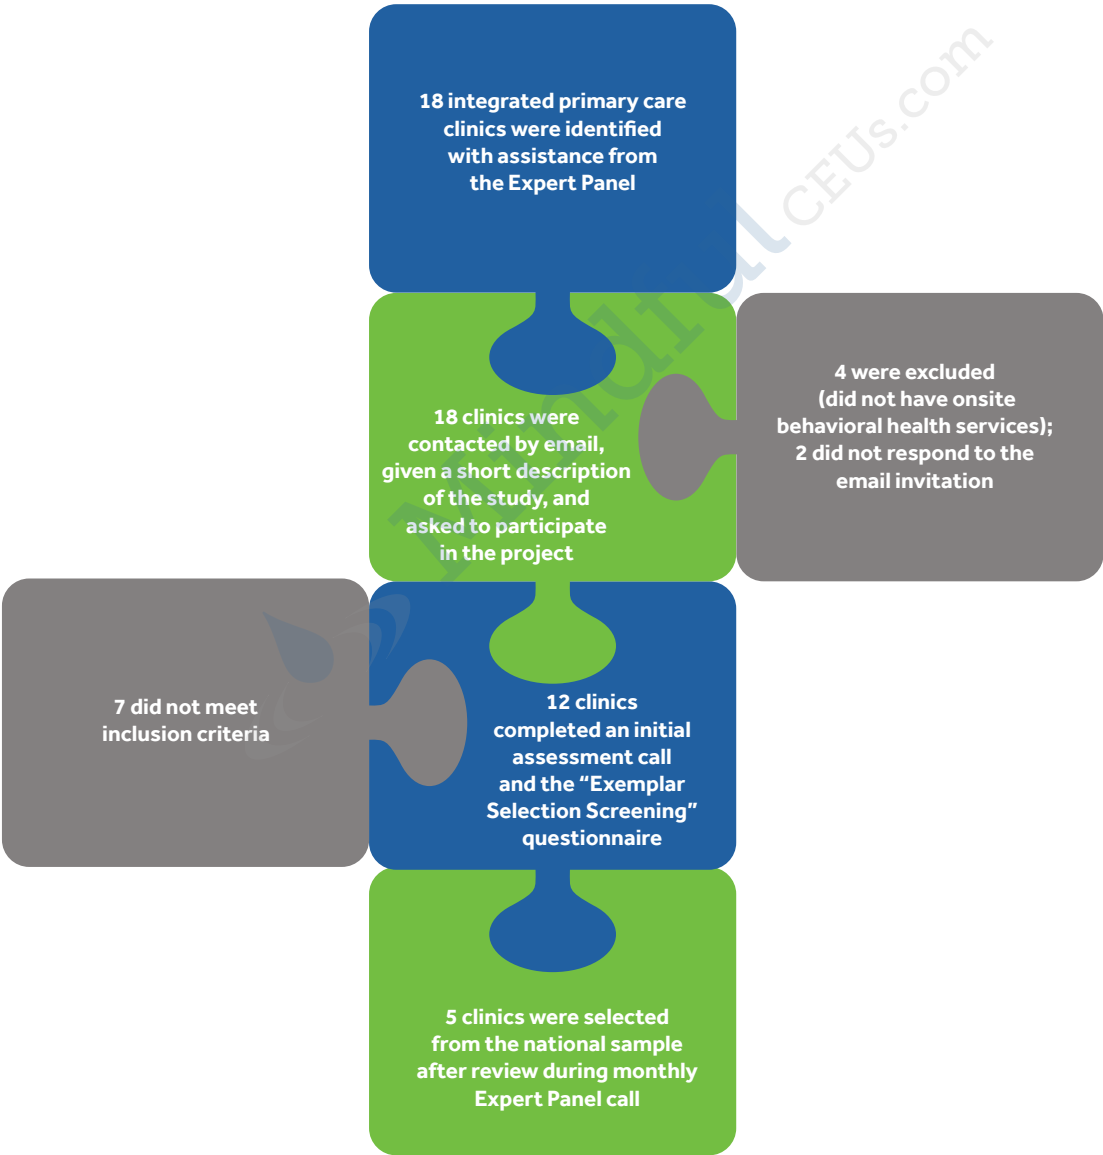 18 integrated primary care
clinics were identified
with assistance from
the Expert Panel
18 clinics were
contacted by email,
given a short description
of the study, and
asked to participate
in the project
4 were excluded
(did not have onsite
behavioral health services);
2 did not respond to the
email invitation
7 did not meet
inclusion criteria
12 clinics
completed an initial
assessment call
and the “Exemplar
Selection Screening”
questionnaire
5 clinics were selected
from the national sample
after review during monthly
Expert Panel call
Mindful CEUs.com